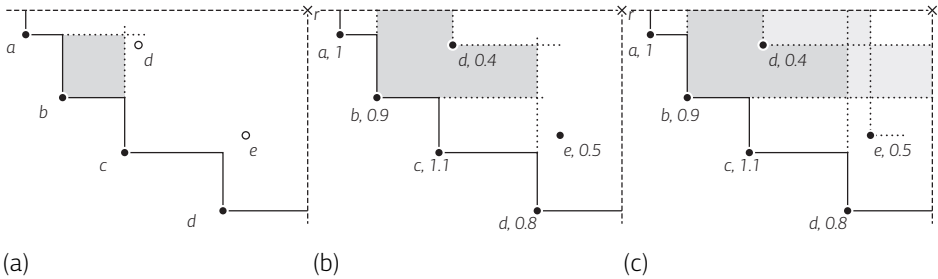 r
a
d
b
e
c
d
(a)
r
a, 1
d, 0.4
b, 0.9
e, 0.5
c, 1.1
d, 0.8
(b)
r
a, 1
d, 0.4
b, 0.9
e, 0.5
c, 1.1
d, 0.8
(c)